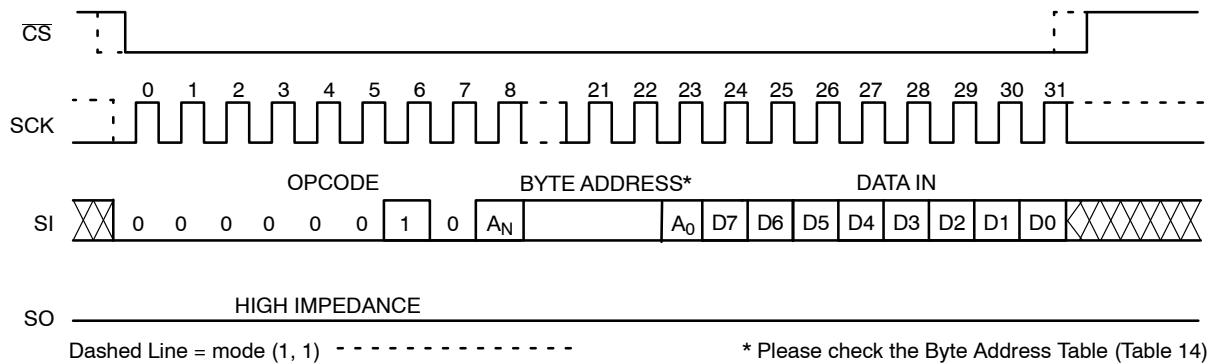 CS
0 1 2 3 4 5 6 7 8 21 22 23 24 25 26 27 28 29 30 31
SCK
OPCODE BYTE ADDRESS* DATA IN
SI 0 0 0 0 0 0 1 0 AN A0 D7 D6 D5 D4 D3 D2 D1 D0
HIGH IMPEDANCE
SO
Dashed Line = mode (1, 1) * Please check the Byte Address Table (Table 14)